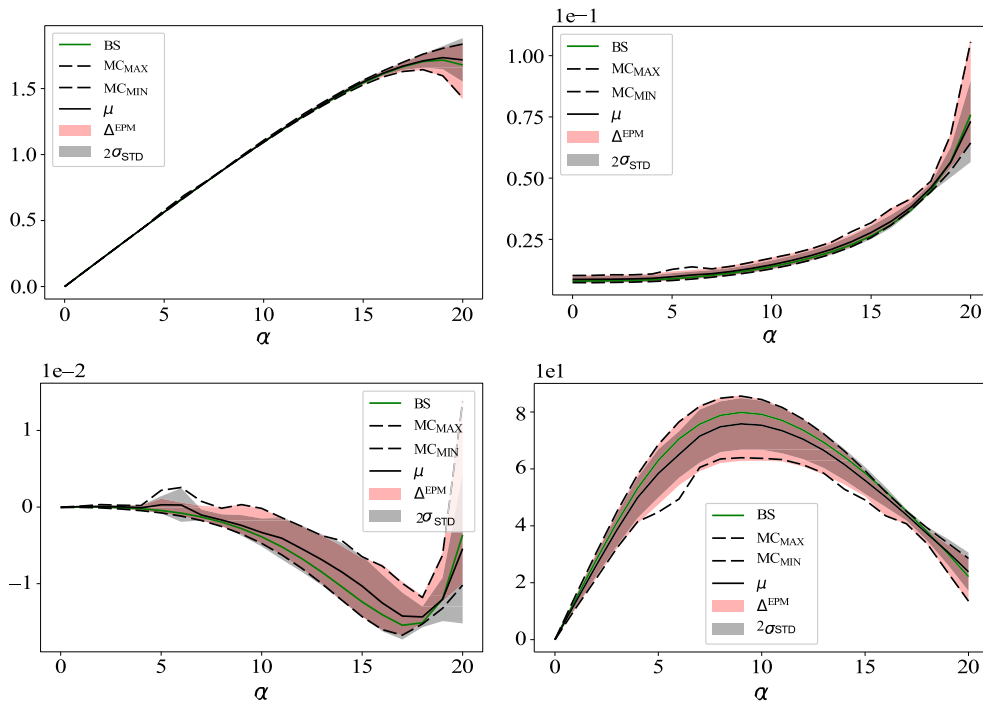 BS
MC_MAX
MC_MIN
μ
Δ^EPM
2σ_STD
1.5
1.0
0.5
0.0
0 5 10 15 20
α
1e−1
BS
MC_MAX
MC_MIN
μ
Δ^EPM
2σ_STD
1.00
0.75
0.50
0.25
0 5 10 15 20
α
1e−2
BS
MC_MAX
MC_MIN
μ
Δ^EPM
2σ_STD
1
0
−1
0 5 10 15 20
α
1e1
8
6
4
2
0
BS
MC_MAX
MC_MIN
μ
Δ^EPM
2σ_STD
0 5 10 15 20
α